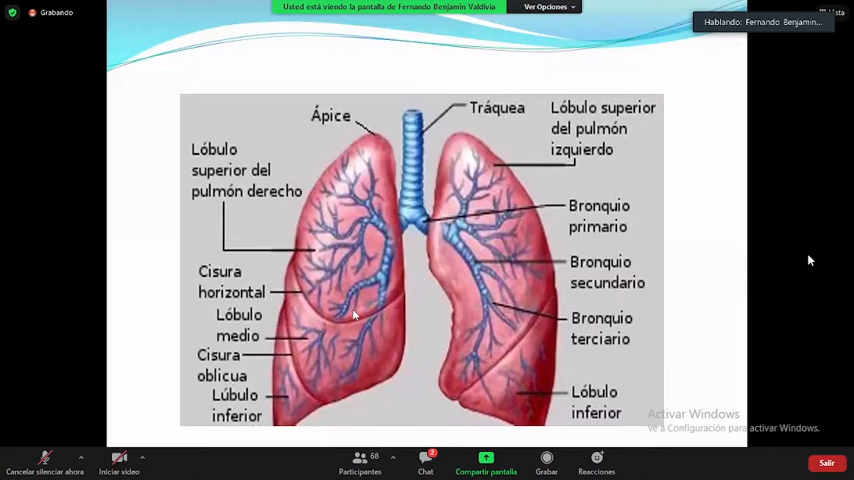 Grabando
Usted está viendo la pantalla de Fernando Benjamin Valdivia
Ver Opciones
Vista
Hablando: Fernando Benjamin...
Ápice
Tráquea
Lóbulo superior
del pulmón
izquierdo
Lóbulo
superior del
pulmón derecho
Bronquio
primario
Cisura
horizontal
Bronquio
secundario
Lóbulo
medio
Bronquio
terciario
Cisura
oblicua
Lúbulo
inferior
Lóbulo
inferior
Activar Windows
Ve a Configuración para activar Windows.
Cancelar silenciar ahora
Iniciar video
68
Participantes
2
Chat
Compartir pantalla
Grabar
Reacciones
Salir